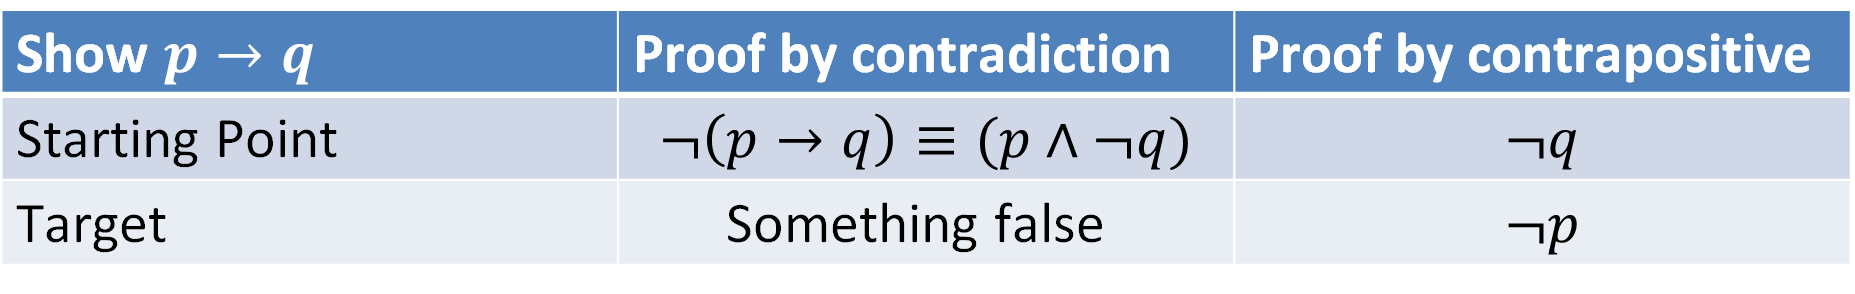 Show p → q Proof by contradiction Proof by contrapositive
Starting Point ¬(p → q) ≡ (p ∧ ¬q) ¬q
Target Something false ¬p